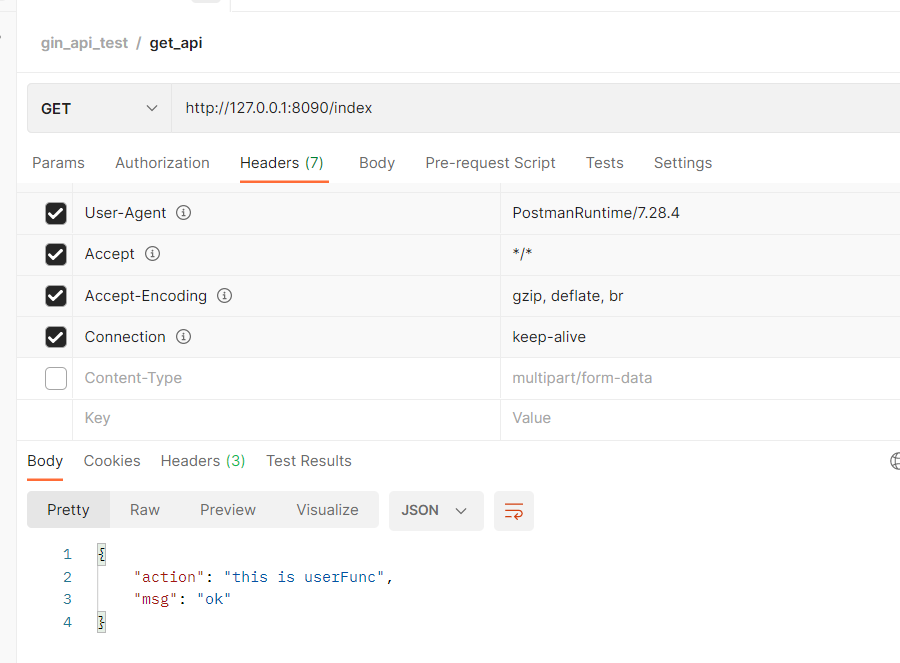 gin_api_test / get_api
GET http://127.0.0.1:8090/index
Params Authorization Headers (7) Body Pre-request Script Tests Settings
User-Agent PostmanRuntime/7.28.4
Accept */*
Accept-Encoding gzip, deflate, br
Connection keep-alive
Content-Type multipart/form-data
Key Value
Body Cookies Headers (3) Test Results
Pretty Raw Preview Visualize JSON
1 {
2 "action": "this is userFunc",
3 "msg": "ok"
4 }